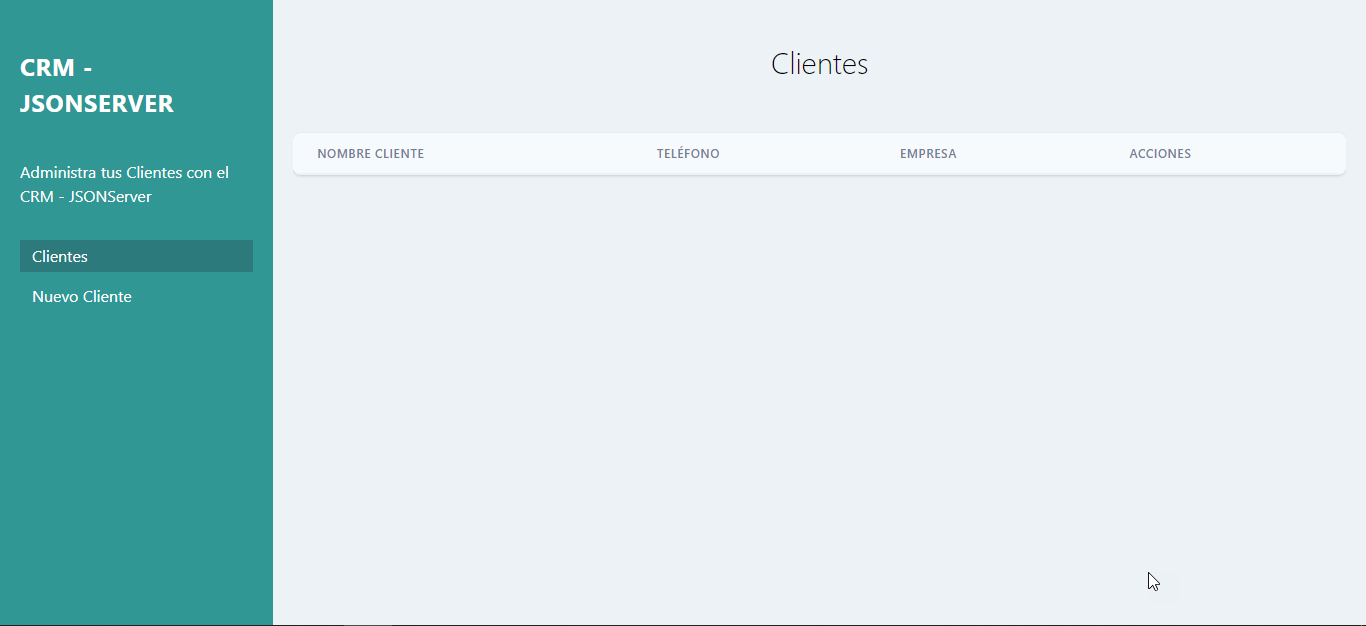 CRM -
JSONSERVER
Administra tus Clientes con el
CRM - JSONServer
Clientes
Nuevo Cliente
Clientes
NOMBRE CLIENTE TELÉFONO EMPRESA ACCIONES